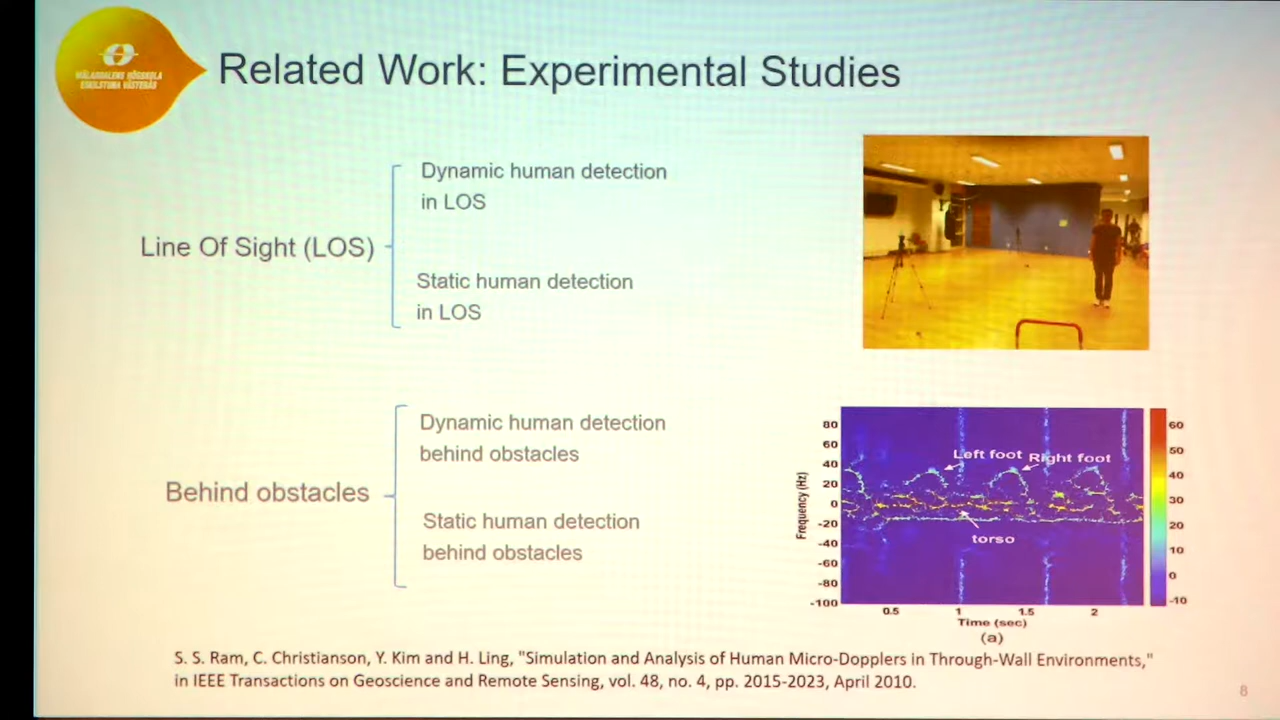 MÄLARDALENS HÖGSKOLA
ESKILSTUNA VÄSTERÅS
Related Work: Experimental Studies
Line Of Sight (LOS)
Dynamic human detection
in LOS
Static human detection
in LOS
Behind obstacles
Dynamic human detection
behind obstacles
Static human detection
behind obstacles
Frequency (Hz)
80
60
40
20
0
-20
-40
-60
-80
-100
Left foot
Right foot
torso
0.5
1
1.5
2
Time (sec)
(a)
60
50
40
30
20
10
0
-10
S. S. Ram, C. Christianson, Y. Kim and H. Ling, "Simulation and Analysis of Human Micro-Dopplers in Through-Wall Environments,"
in IEEE Transactions on Geoscience and Remote Sensing, vol. 48, no. 4, pp. 2015-2023, April 2010.
8